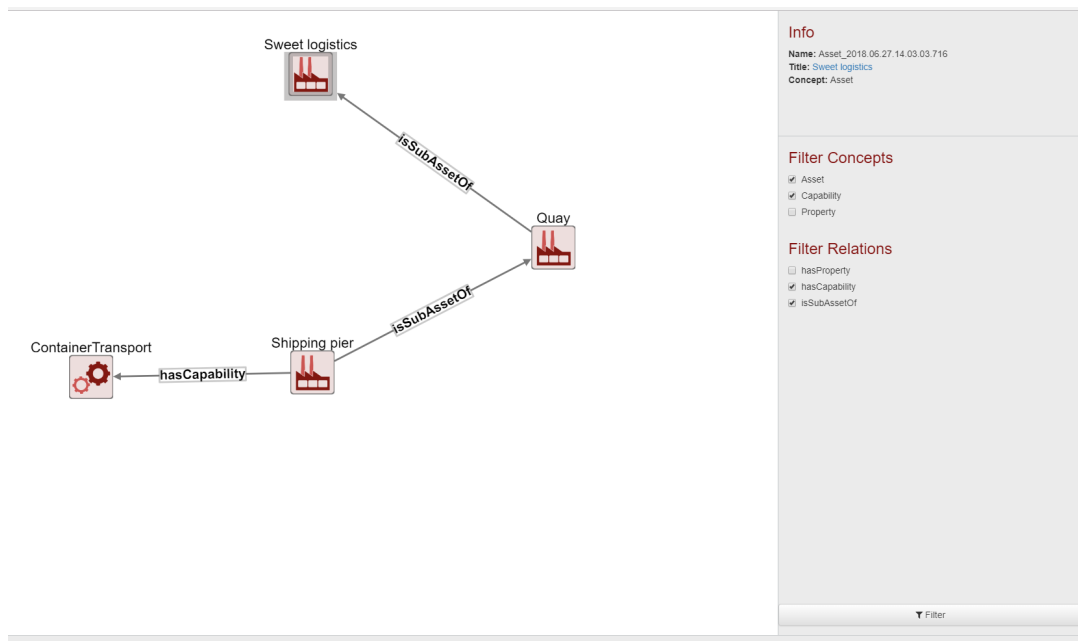 Sweet logistics
isSubAssetOf
Quay
isSubAssetOf
Shipping pier
ContainerTransport
hasCapability
Info
Name: Asset_2018.06.27.14.03.03.716
Title: Sweet logistics
Concept: Asset
Filter Concepts
Asset
Capability
Property
Filter Relations
hasProperty
hasCapability
isSubAssetOf
Filter